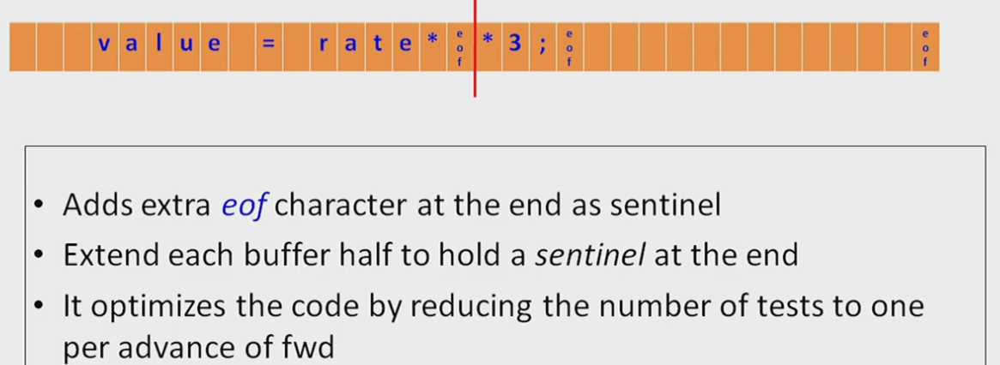 value = rate* eof *3; eof eof
• Adds extra eof character at the end as sentinel
• Extend each buffer half to hold a sentinel at the end
• It optimizes the code by reducing the number of tests to one
per advance of fwd